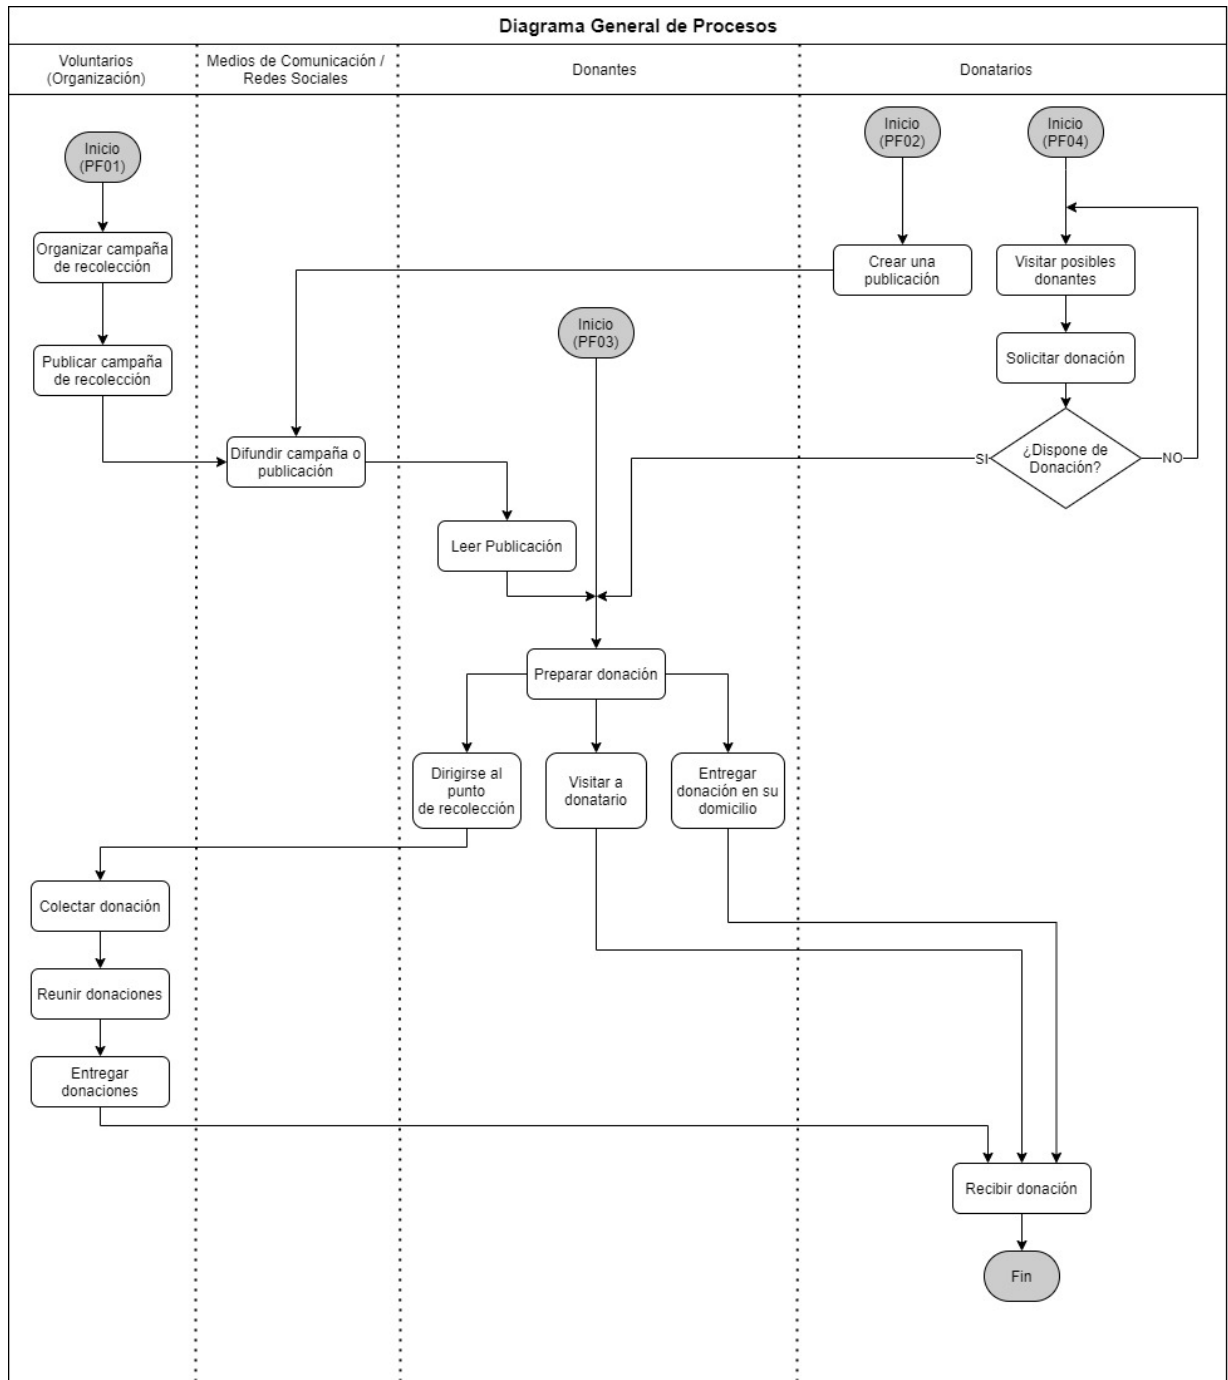 Diagrama General de Procesos
Voluntarios
(Organización)
Medios de Comunicación /
Redes Sociales
Donantes
Donatarios
Inicio
(PF01)
Inicio
(PF02)
Inicio
(PF04)
Organizar campaña
de recolección
Crear una
publicación
Visitar posibles
donantes
Inicio
(PF03)
Publicar campaña
de recolección
Solicitar donación
Difundir campaña o
publicación
SI
¿Dispone de
Donación?
NO
Leer Publicación
Preparar donación
Dirigirse al
punto
de recolección
Visitar a
donatario
Entregar
donación en su
domicilio
Colectar donación
Reunir donaciones
Entregar
donaciones
Recibir donación
Fin